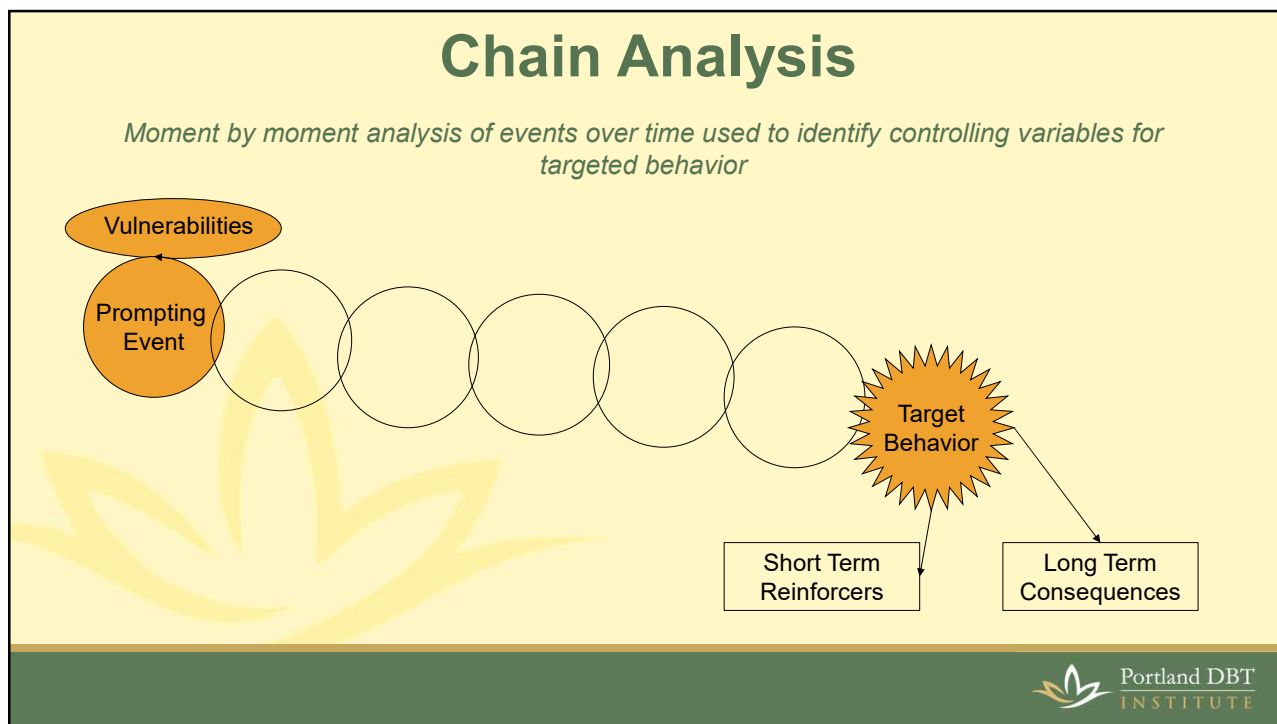 Chain Analysis
Moment by moment analysis of events over time used to identify controlling variables for
targeted behavior
Vulnerabilities
Prompting
Event
Target
Behavior
Short Term
Reinforcers
Long Term
Consequences
Portland DBT
INSTITUTE